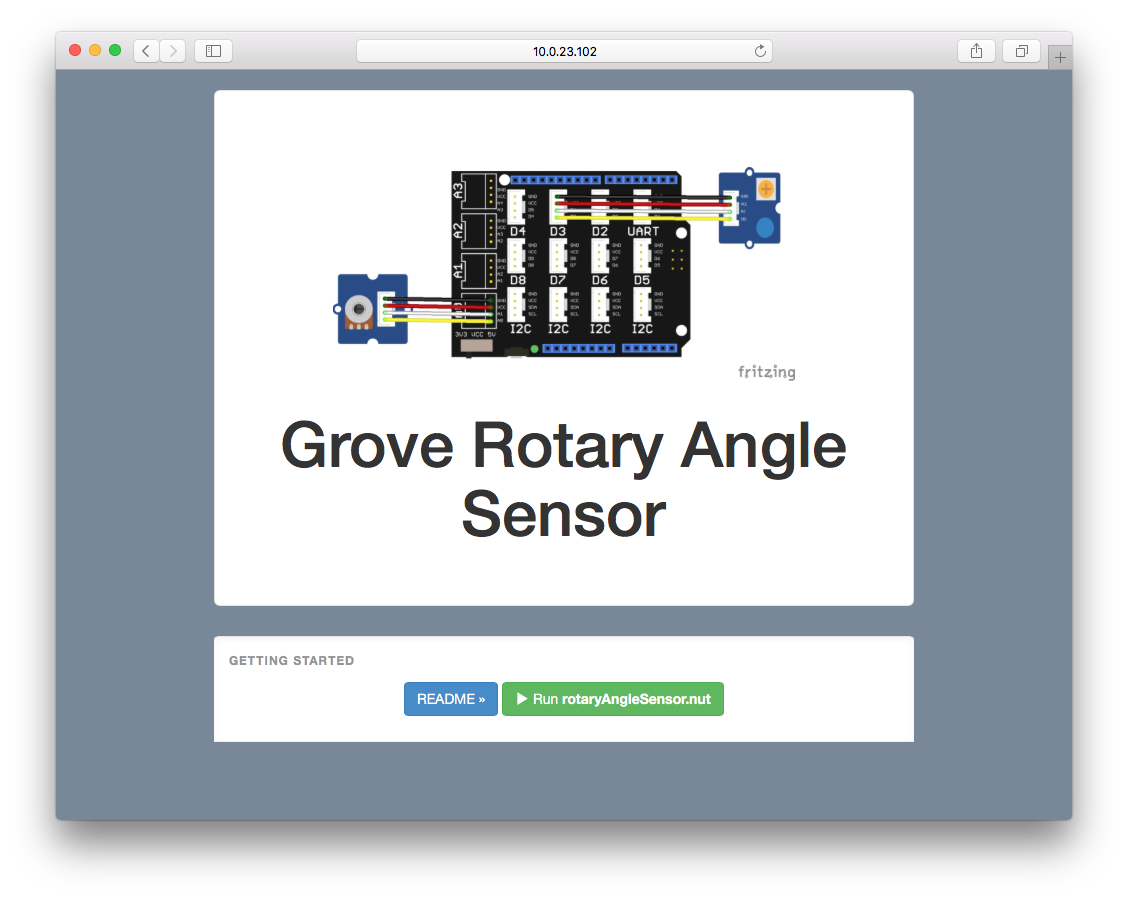 10.0.23.102
A3
A2
A1
D4 D3 D2 UART
D8 D7 D6 D5
I2C I2C I2C I2C
3V3 VCC 5V
fritzing
Grove Rotary Angle
Sensor
GETTING STARTED
README »
Run rotaryAngleSensor.nut